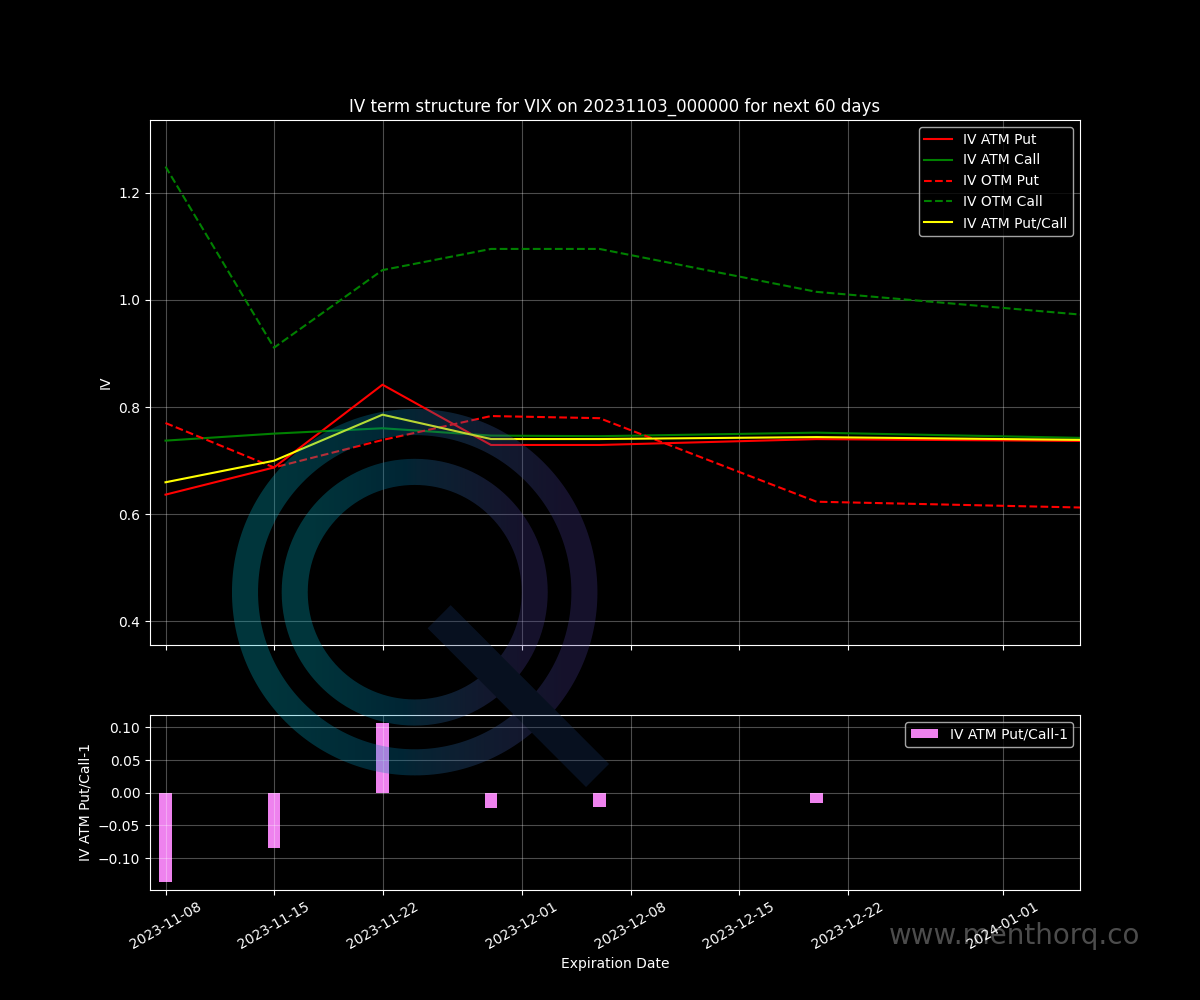 IV term structure for VIX on 20231103_000000 for next 60 days
IV ATM Put
IV ATM Call
IV OTM Put
IV OTM Call
IV ATM Put/Call
IV
1.2
1.0
0.8
0.6
0.4
IV ATM Put/Call-1
IV ATM Put/Call-1
0.10
0.05
0.00
−0.05
−0.10
2023-11-08
2023-11-15
2023-11-22
2023-12-01
2023-12-08
2023-12-15
2023-12-22
2024-01-01
www.menthorq.co
Expiration Date